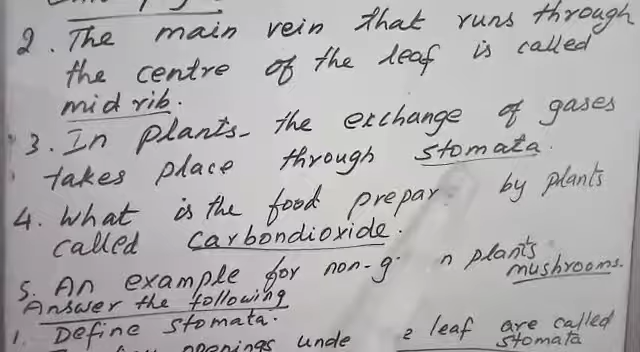 2. The main vein that runs through
the centre of the leaf is called
mid rib.
3. In plants the exchange of gases
takes place through stomata.
4. What is the food prepar by plants
called carbondioxide.
5. An example for non-g n plants
mushrooms.
Answer the following
1. Define stomata.
openings unde leaf are called
stomata